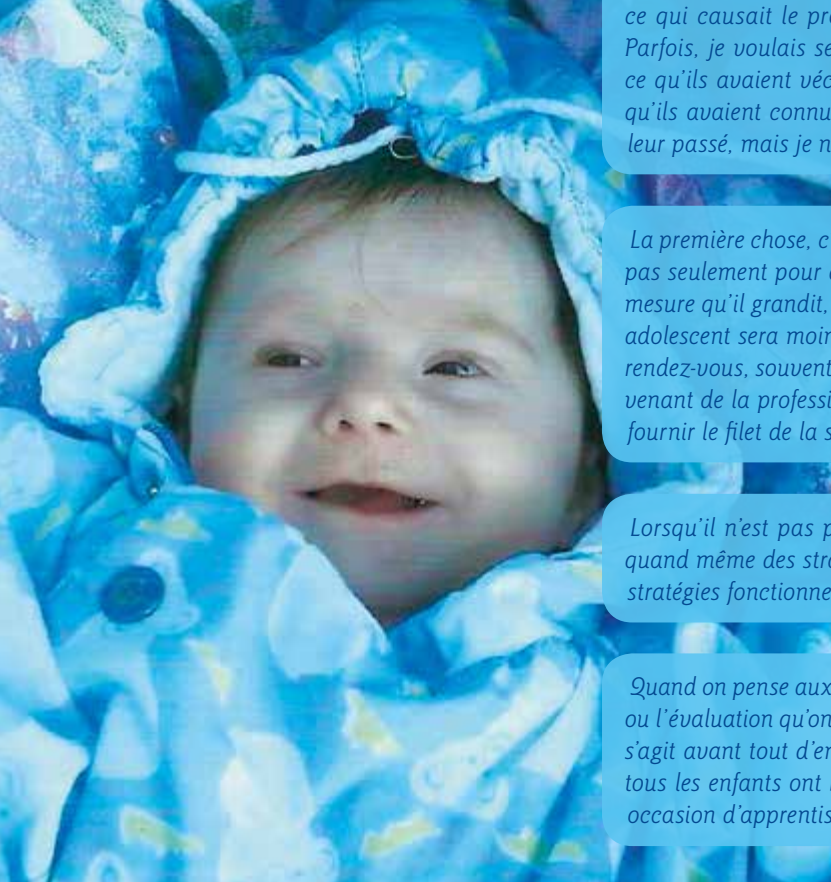 ce qui causait le pr
Parfois, je voulais se
ce qu'ils avaient véc
qu'ils avaient connu
leur passé, mais je n
La première chose, c
pas seulement pour
mesure qu'il grandit,
adolescent sera moin
rendez-vous, souvent
venant de la professi
fournir le filet de la s
Lorsqu'il n'est pas p
quand même des stra
stratégies fonctionne
Quand on pense aux
ou l'évaluation qu'on
s'agit avant tout d'en
tous les enfants ont
occasion d'apprentis